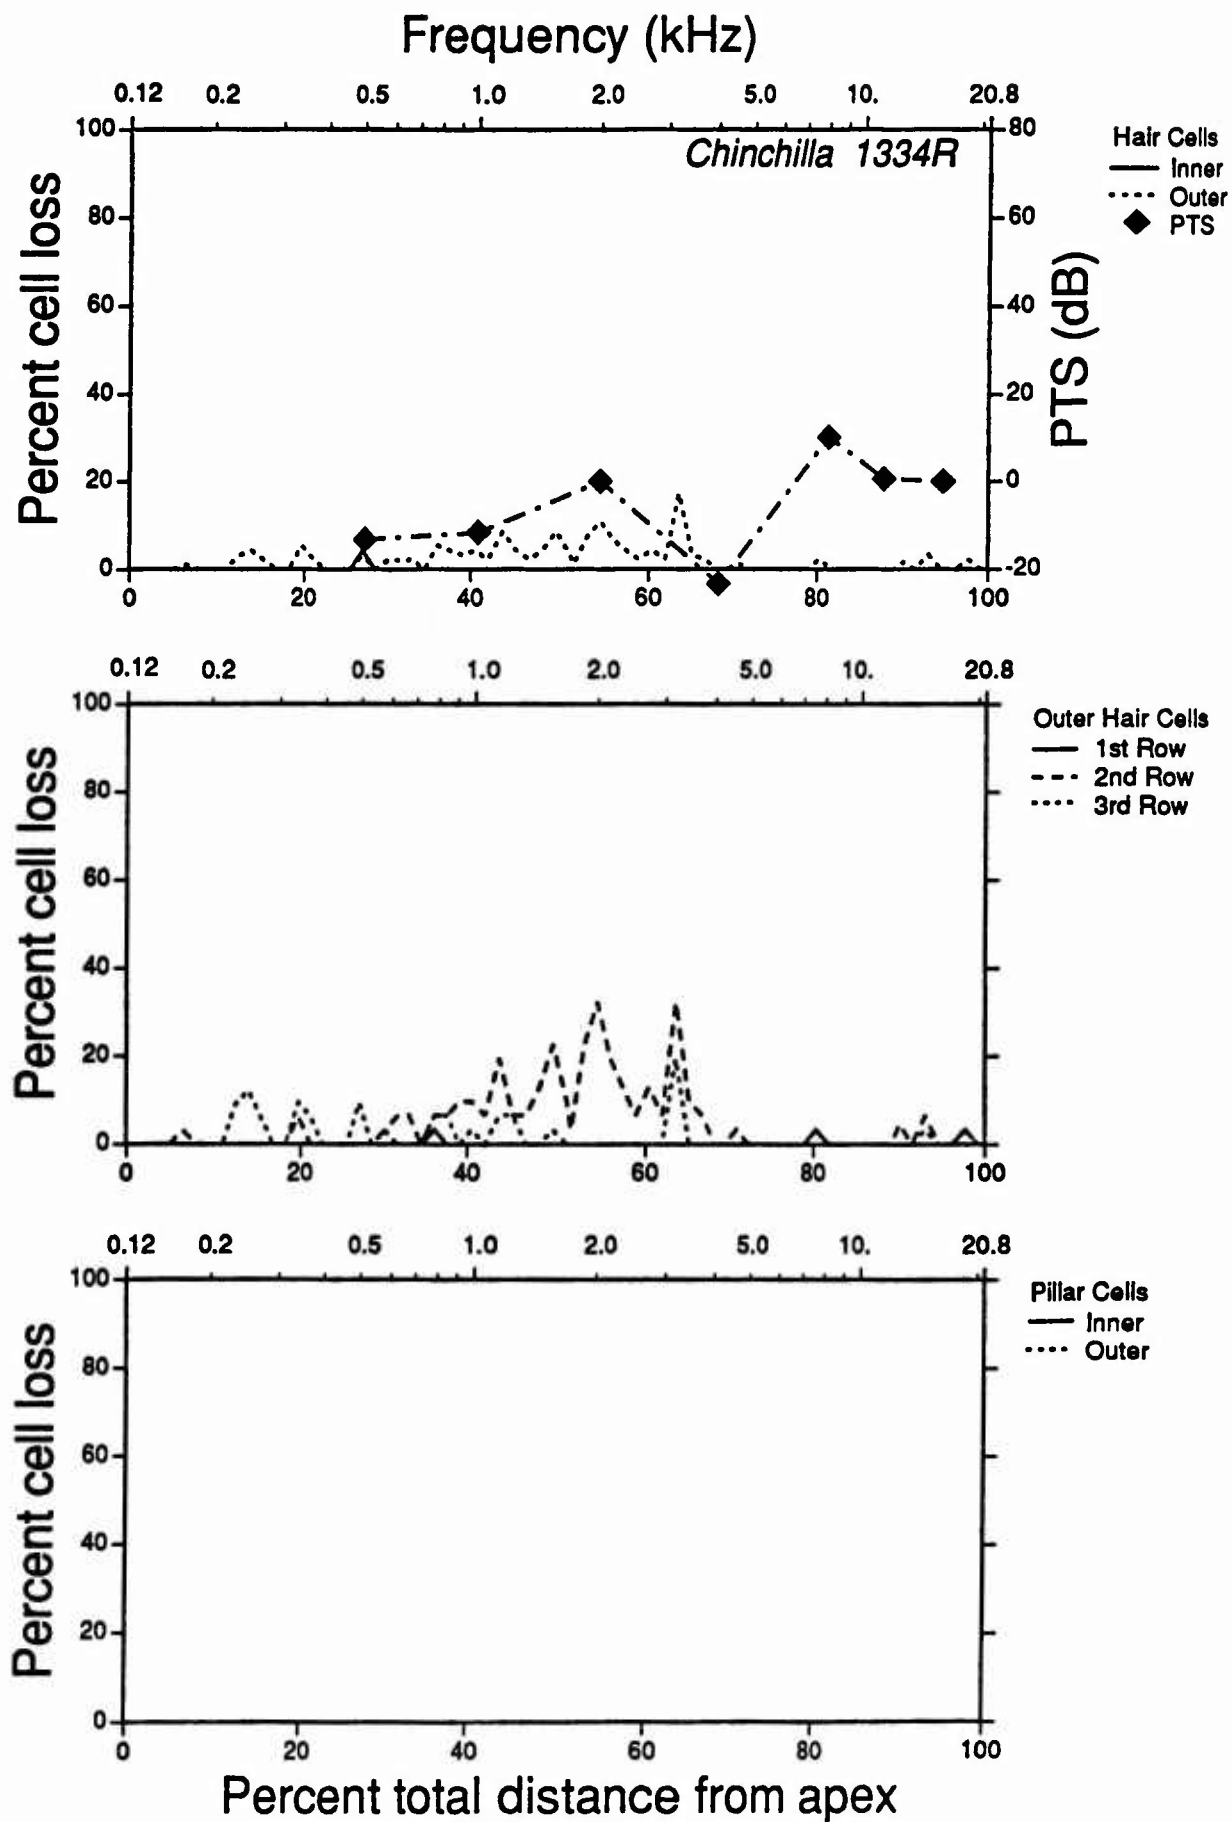 Frequency (kHz)
0.12 0.2 0.5 1.0 2.0 5.0 10. 20.8
Chinchilla 1334R
Hair Cells
Inner
Outer
PTS
Percent cell loss
100
80
60
40
20
0
80
60
40
20
0
-20
PTS (dB)
0 20 40 60 80 100
0.12 0.2 0.5 1.0 2.0 5.0 10. 20.8
Outer Hair Cells
1st Row
2nd Row
3rd Row
Percent cell loss
100
80
60
40
20
0
0 20 40 60 80 100
0.12 0.2 0.5 1.0 2.0 5.0 10. 20.8
Pillar Cells
Inner
Outer
Percent cell loss
100
80
60
40
20
0
0 20 40 60 80 100
Percent total distance from apex